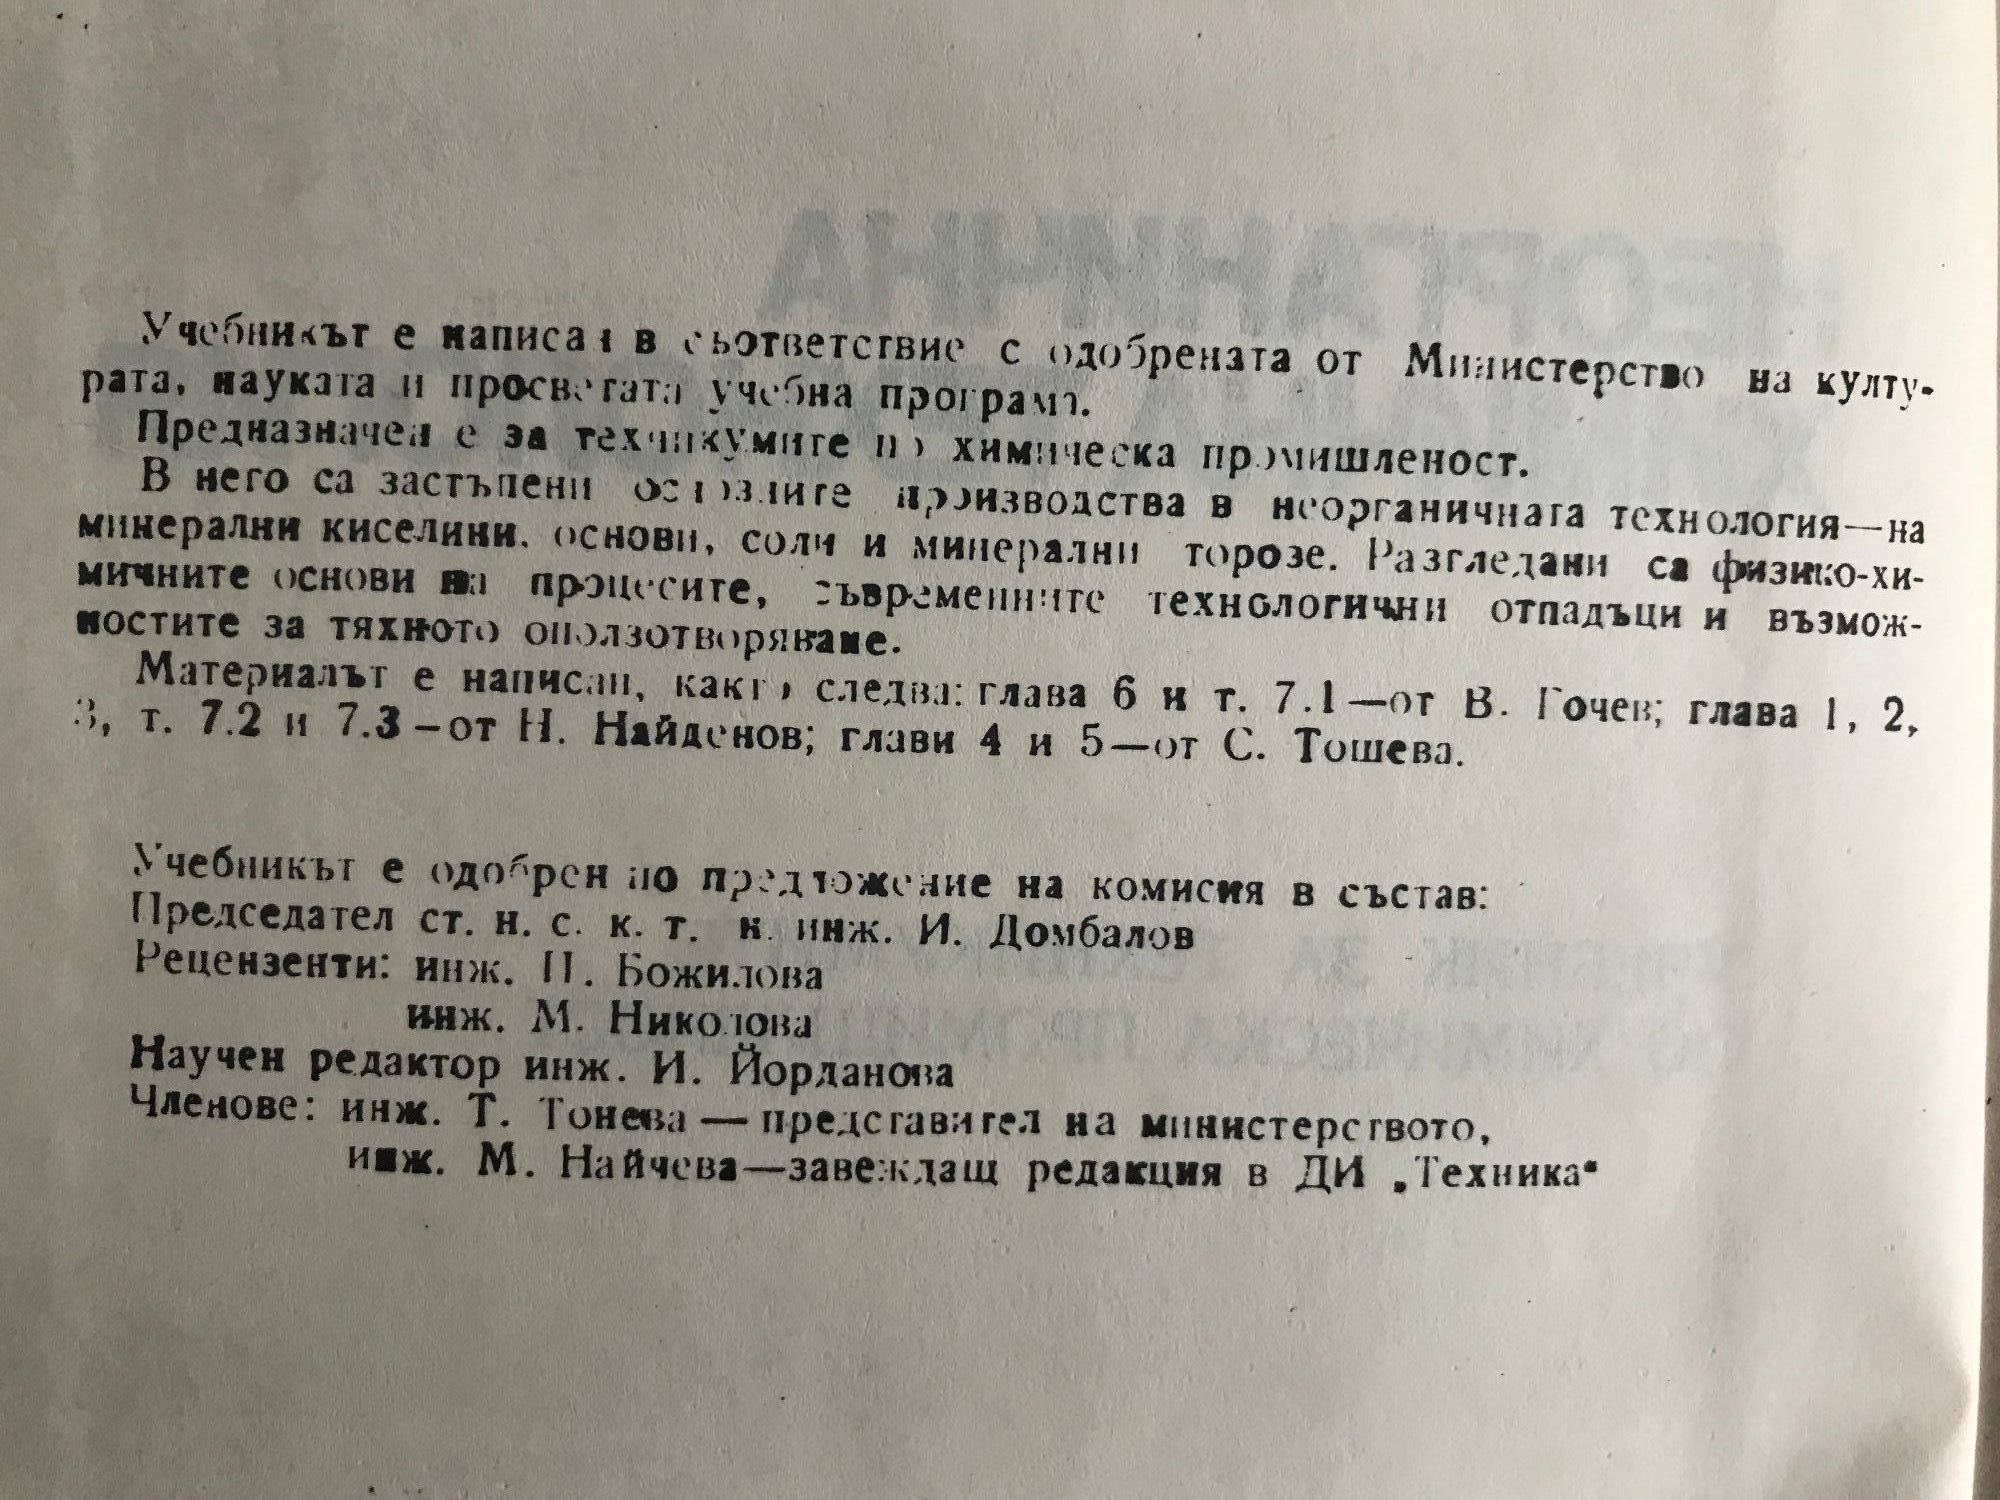 НЕОРГАНИЧНА
Учебникът е написан в съответствие с одобрената от Министерство на култу-
рата, науката и просветата учебна програма.
Предназначен е за техникумите по химическа промишленост.
В него са застъпени основните производства в неорганичната технология—на
минерални киселини, основи, соли и минерални торове. Разгледани са физико-хи-
мичните основи на процесите, съвременните технологични отпадъци и възмож-
ностите за тяхното оползотворяване.
Материалът е написан, както следва: глава 6 и т. 7.1—от В. Гочев; глава 1, 2,
3, т. 7.2 и 7.3—от Н. Найденов; глави 4 и 5—от С. Тошева.
Учебникът е одобрен по предложение на комисия в състав:
Председател ст. н. с. к. т. н. инж. И. Домбалов
Рецензенти: инж. П. Божилова
инж. М. Николова
Научен редактор инж. И. Йорданова
Членове: инж. Т. Тонева — представител на министерството,
инж. М. Найчева—завеждащ редакция в ДИ „Техника“